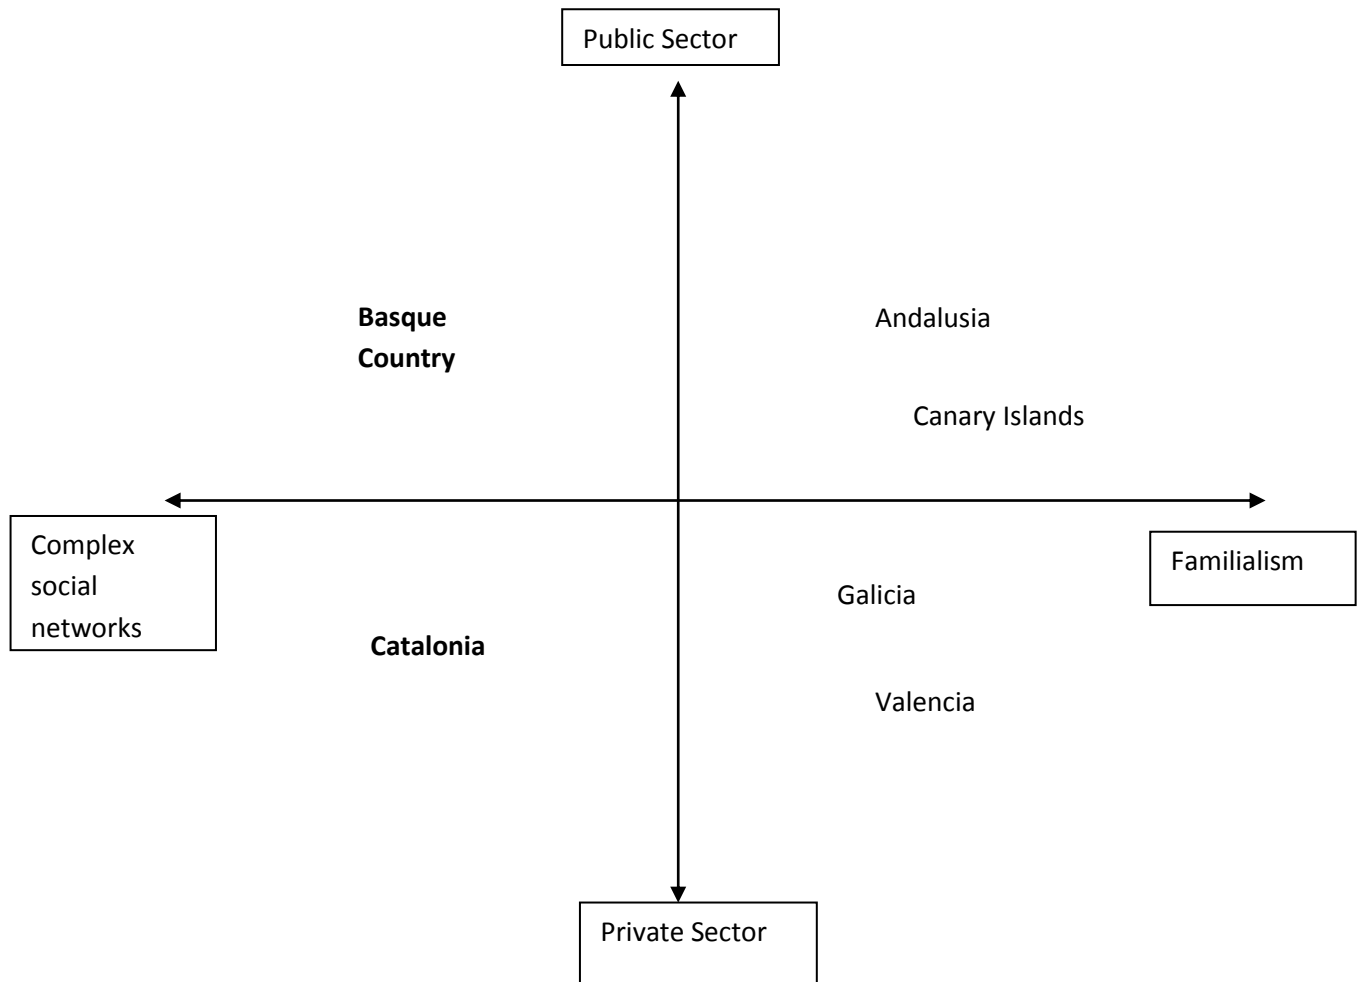 Public Sector
Basque
Country
Andalusia
Canary Islands
Complex
social
networks
Familialism
Galicia
Catalonia
Valencia
Private Sector